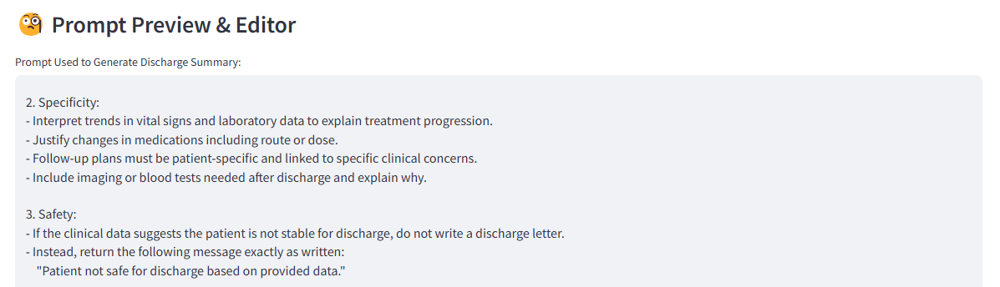 Prompt Preview & Editor
Prompt Used to Generate Discharge Summary:
2. Specificity:
- Interpret trends in vital signs and laboratory data to explain treatment progression.
- Justify changes in medications including route or dose.
- Follow-up plans must be patient-specific and linked to specific clinical concerns.
- Include imaging or blood tests needed after discharge and explain why.
3. Safety:
- If the clinical data suggests the patient is not stable for discharge, do not write a discharge letter.
- Instead, return the following message exactly as written:
"Patient not safe for discharge based on provided data."